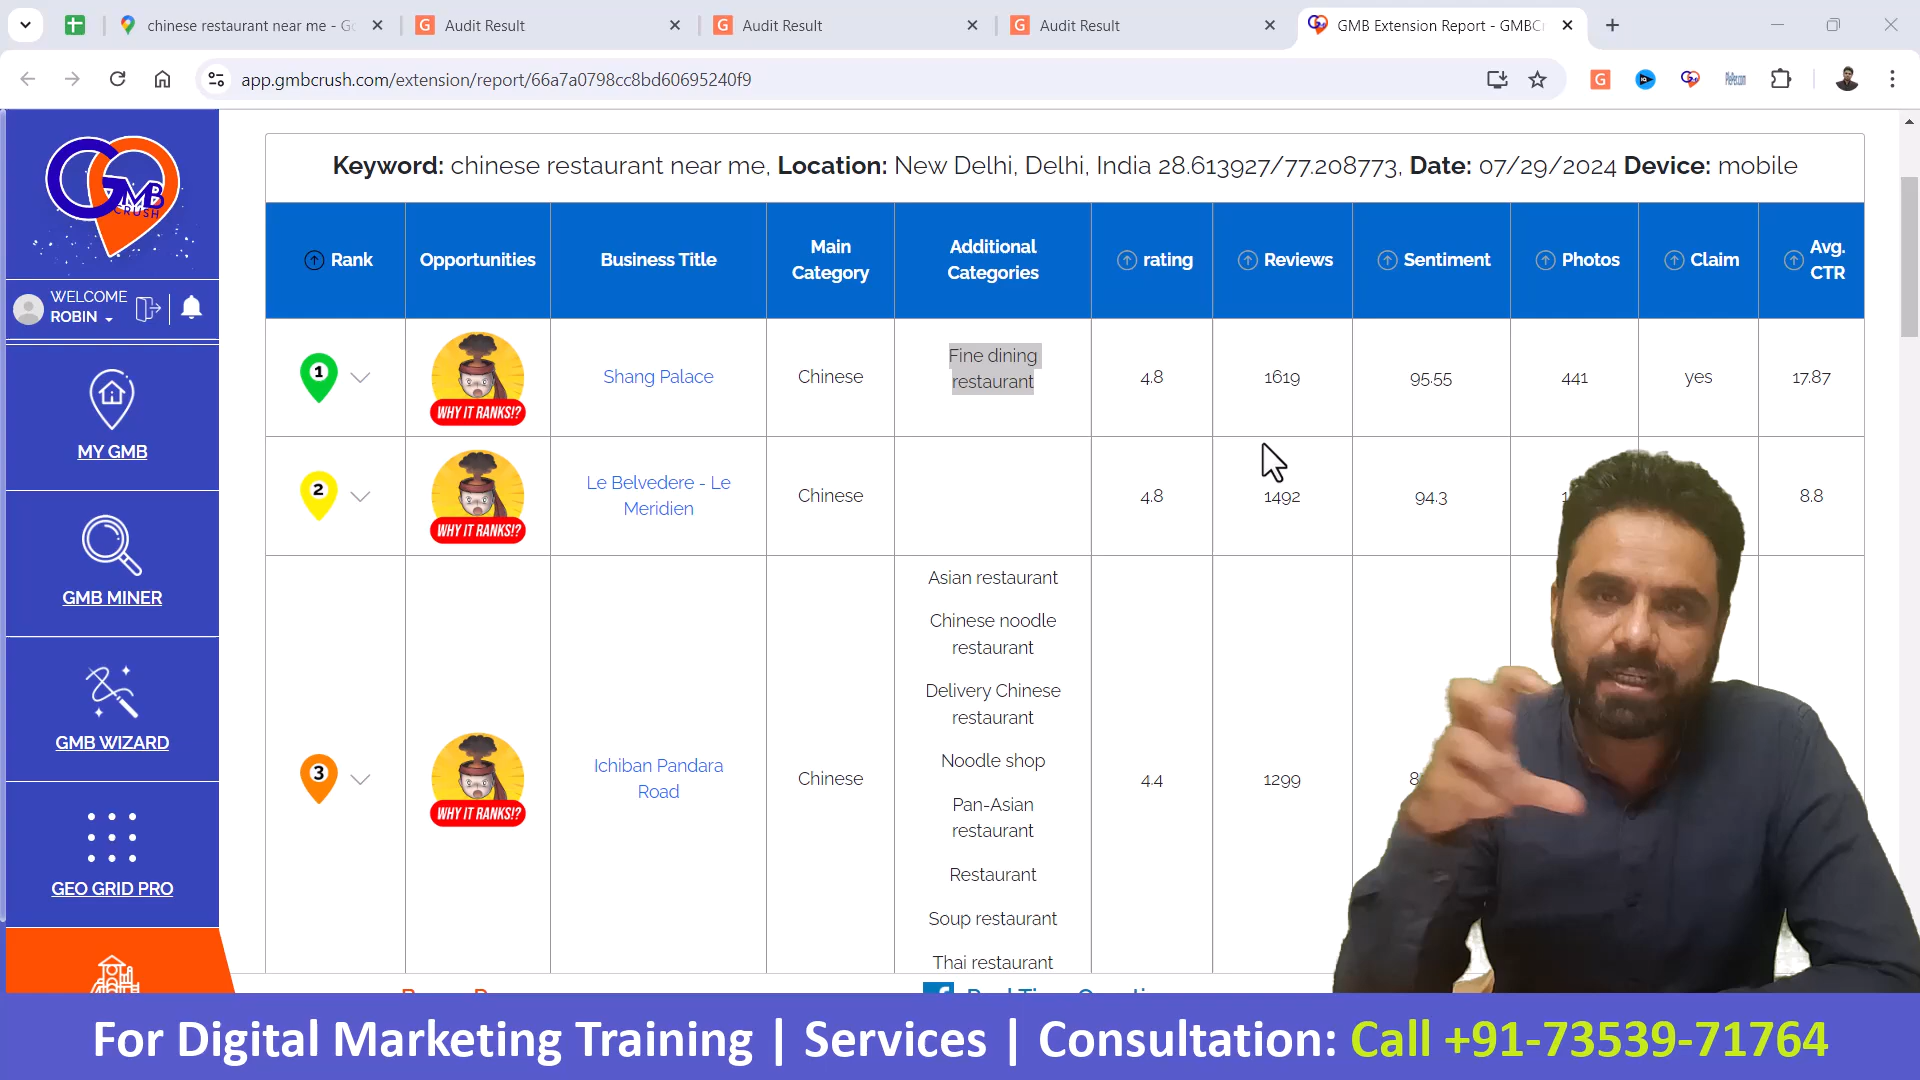 chinese restaurant near me - Go
Audit Result
Audit Result
Audit Result
GMB Extension Report - GMBCr
app.gmbcrush.com/extension/report/66a7a0798cc8bd60695240f9
GMB
CRUSH
WELCOME
ROBIN
MY GMB
GMB MINER
GMB WIZARD
GEO GRID PRO
Keyword: chinese restaurant near me, Location: New Delhi, Delhi, India 28.613927/77.208773, Date: 07/29/2024 Device: mobile
Rank
Opportunities
Business Title
Main
Category
Additional
Categories
rating
Reviews
Sentiment
Photos
Claim
Avg.
CTR
1
WHY IT RANKS!?
Shang Palace
Chinese
Fine dining
restaurant
4.8
1619
95.55
441
yes
17.87
2
WHY IT RANKS!?
Le Belvedere - Le
Meridien
Chinese
4.8
1492
94.3
8.8
3
WHY IT RANKS!?
Ichiban Pandara
Road
Chinese
Asian restaurant
Chinese noodle
restaurant
Delivery Chinese
restaurant
Noodle shop
Pan-Asian
restaurant
Restaurant
Soup restaurant
Thai restaurant
4.4
1299
For Digital Marketing Training | Services | Consultation: Call +91-73539-71764